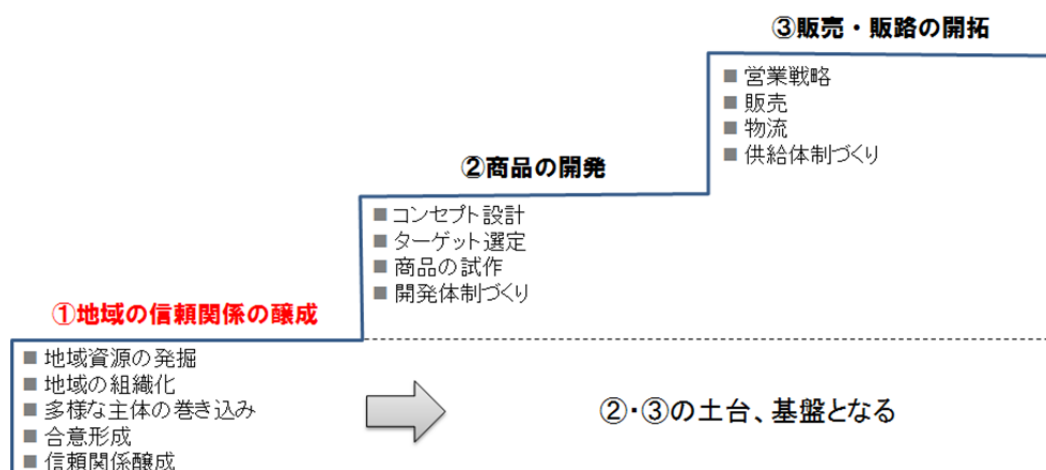 ③販売・販路の開拓
■ 営業戦略
■ 販売
■ 物流
■ 供給体制づくり
②商品の開発
■ コンセプト設計
■ ターゲット選定
■ 商品の試作
■ 開発体制づくり
①地域の信頼関係の醸成
■ 地域資源の発掘
■ 地域の組織化
■ 多様な主体の巻き込み
■ 合意形成
■ 信頼関係醸成
②・③の土台、基盤となる